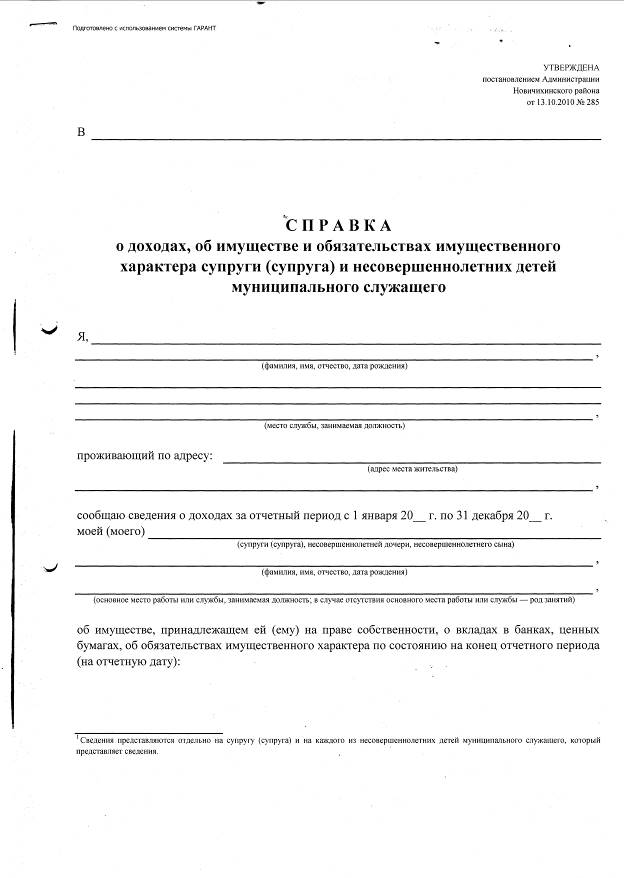 Подготовлено с использованием системы ГАРАНТ
УТВЕРЖДЕНА
постановлением Администрации
Новичихинского района
от 13.10.2010 № 285
В
С П Р А В К А
о доходах, об имуществе и обязательствах имущественного
характера супруги (супруга) и несовершеннолетних детей
муниципального служащего
Я,
,
(фамилия, имя, отчество, дата рождения)
,
(место службы, занимаемая должность)
проживающий по адресу:
(адрес места жительства)
,
сообщаю сведения о доходах за отчетный период с 1 января 20__ г. по 31 декабря 20__ г.
моей (моего)
(супруги (супруга), несовершеннолетней дочери, несовершеннолетнего сына)
,
(фамилия, имя, отчество, дата рождения)
,
(основное место работы или службы, занимаемая должность; в случае отсутствия основного места работы или службы — род занятий)
об имуществе, принадлежащем ей (ему) на праве собственности, о вкладах в банках, ценных
бумагах, об обязательствах имущественного характера по состоянию на конец отчетного периода
(на отчетную дату):
1 Сведения представляются отдельно на супругу (супруга) и на каждого из несовершеннолетних детей муниципального служащего, который
представляет сведения.